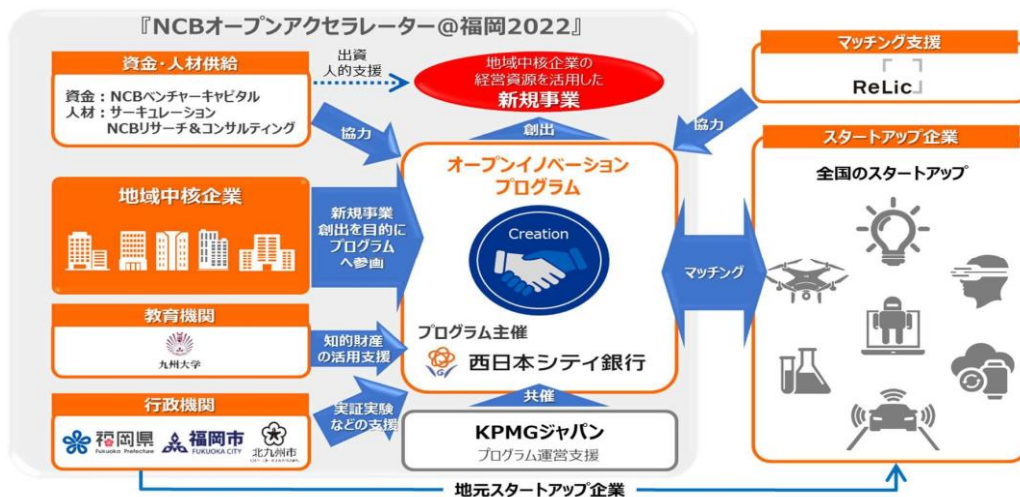 『NCBオープンアクセラレーター@福岡2022』
資金・人材供給
資金：NCBベンチャーキャピタル
人材：サーキュレーション
NCBリサーチ&コンサルティング
出資
人的支援
地域中核企業の
経営資源を活用した
新規事業
マッチング支援
ReLic
協力
創出
協力
地域中核企業
新規事業
創出を目的に
プログラム
へ参画
オープンイノベーション
プログラム
Creation
プログラム主催
西日本シティ銀行
マッチング
スタートアップ企業
全国のスタートアップ
教育機関
九州大学
知的財産
の活用支援
行政機関
福岡県
Fukuoka Prefecture
福岡市
FUKUOKA CITY
北九州市
実証実験
などの支援
共催
KPMGジャパン
プログラム運営支援
地元スタートアップ企業